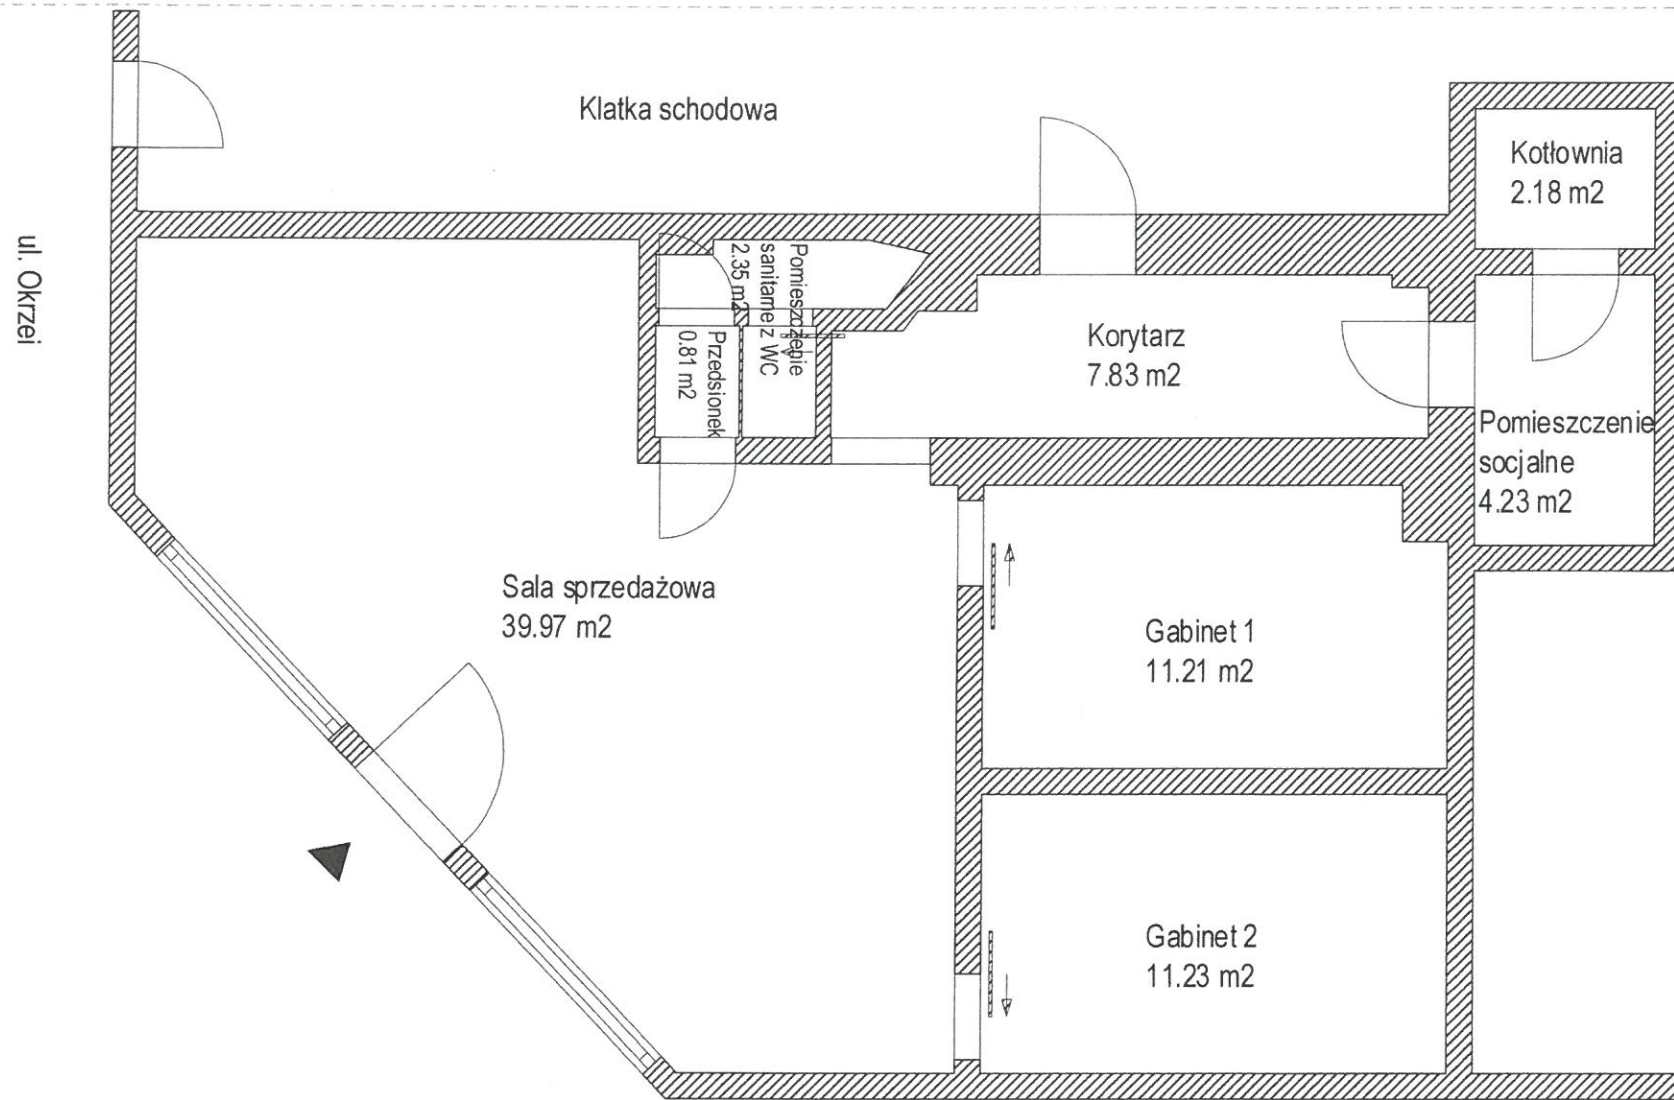 Klatka schodowa
Kotłownia
2.18 m2
ul. Okrzei
Pomieszczenie
sanitarne z WC
2.35 m2
Przedsionek
0.81 m2
Korytarz
7.83 m2
Pomieszczenie
socjalne
4.23 m2
Sala sprzedażowa
39.97 m2
Gabinet 1
11.21 m2
Gabinet 2
11.23 m2